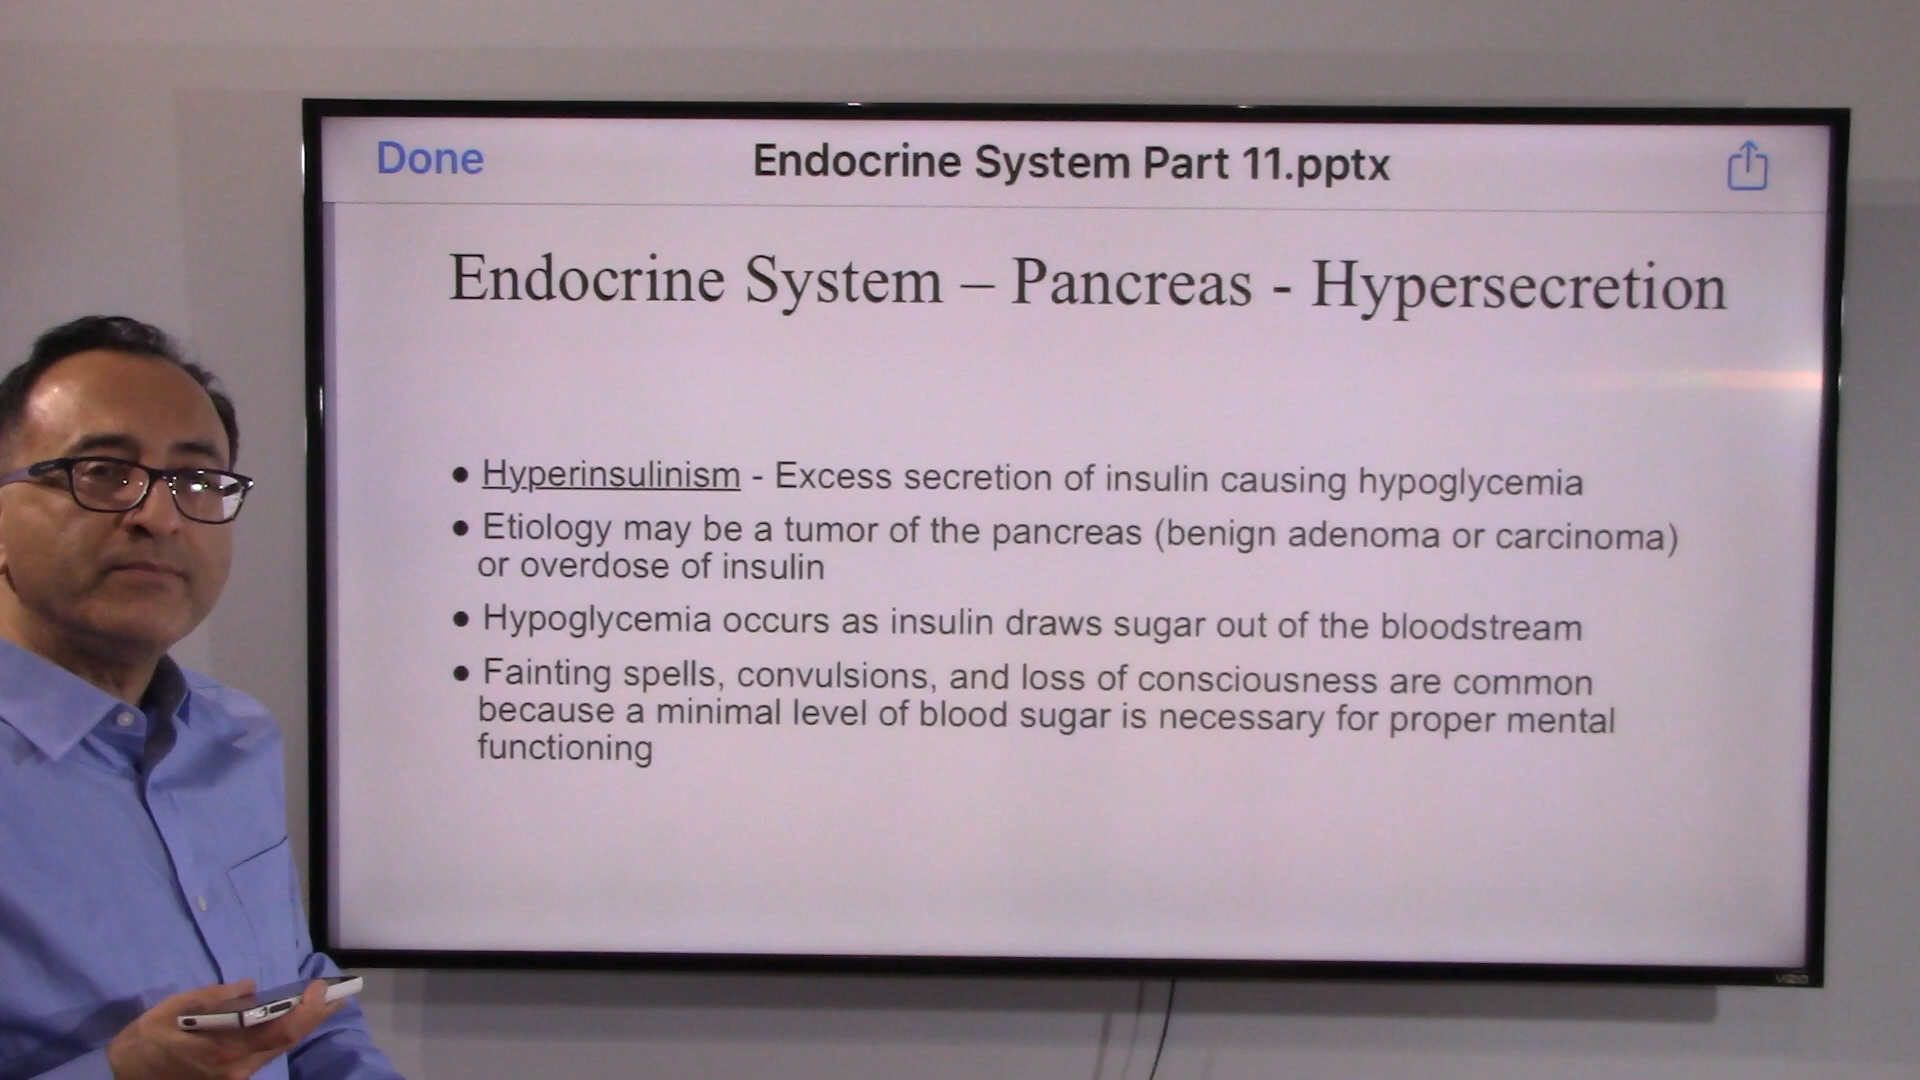 Done
Endocrine System Part 11.pptx
Endocrine System – Pancreas - Hypersecretion
● Hyperinsulinism - Excess secretion of insulin causing hypoglycemia
● Etiology may be a tumor of the pancreas (benign adenoma or carcinoma)
or overdose of insulin
● Hypoglycemia occurs as insulin draws sugar out of the bloodstream
● Fainting spells, convulsions, and loss of consciousness are common
because a minimal level of blood sugar is necessary for proper mental
functioning
VIZIO